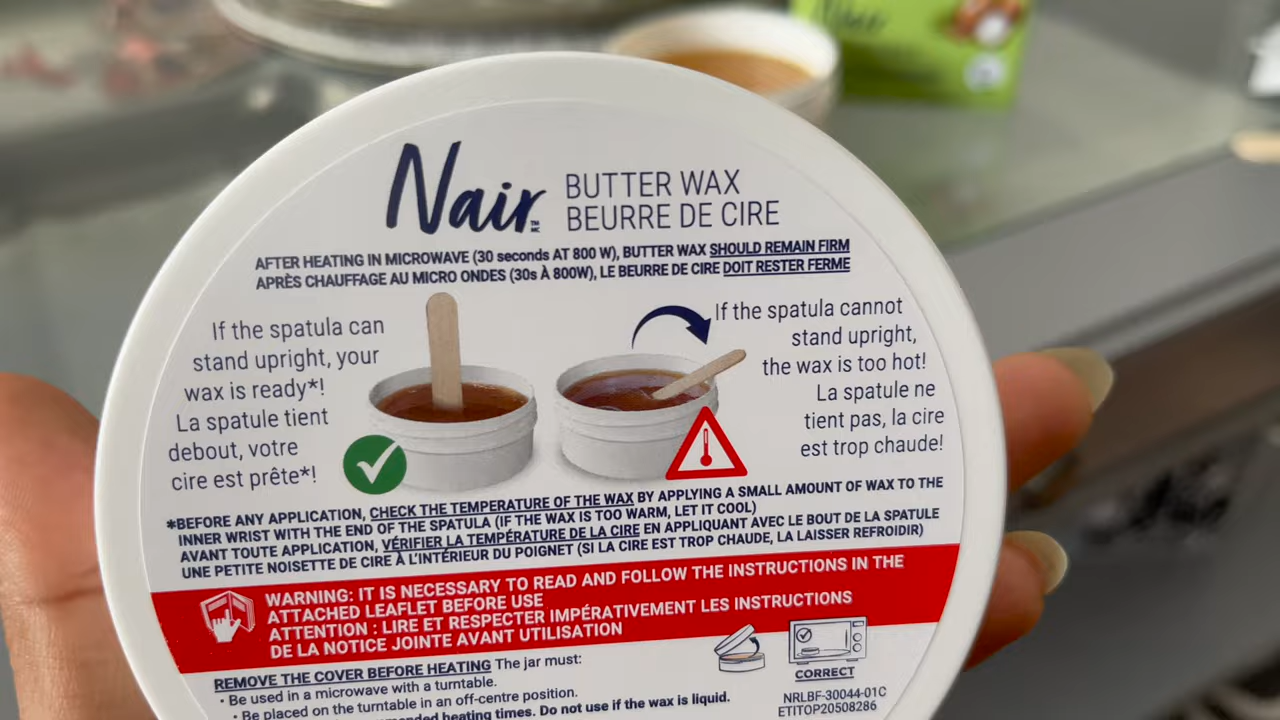 Nair
Nair
BUTTER WAX
BEURRE DE CIRE
AFTER HEATING IN MICROWAVE (30 seconds AT 800 W), BUTTER WAX SHOULD REMAIN FIRM
APRÈS CHAUFFAGE AU MICRO ONDES (30s À 800W), LE BEURRE DE CIRE DOIT RESTER FERME
If the spatula can
stand upright, your
wax is ready*!
La spatule tient
debout, votre
cire est prête*!
If the spatula cannot
stand upright,
the wax is too hot!
La spatule ne
tient pas, la cire
est trop chaude!
*BEFORE ANY APPLICATION, CHECK THE TEMPERATURE OF THE WAX BY APPLYING A SMALL AMOUNT OF WAX TO THE
INNER WRIST WITH THE END OF THE SPATULA (IF THE WAX IS TOO WARM, LET IT COOL)
AVANT TOUTE APPLICATION, VÉRIFIER LA TEMPÉRATURE DE LA CIRE EN APPLIQUANT AVEC LE BOUT DE LA SPATULE
UNE PETITE NOISETTE DE CIRE À L'INTÉRIEUR DU POIGNET (SI LA CIRE EST TROP CHAUDE, LA LAISSER REFROIDIR)
WARNING: IT IS NECESSARY TO READ AND FOLLOW THE INSTRUCTIONS IN THE
ATTACHED LEAFLET BEFORE USE
ATTENTION : LIRE ET RESPECTER IMPÉRATIVEMENT LES INSTRUCTIONS
DE LA NOTICE JOINTE AVANT UTILISATION
REMOVE THE COVER BEFORE HEATING The jar must:
• Be used in a microwave with a turntable.
• Be placed on the turntable in an off-centre position.
heating times. Do not use if the wax is liquid.
CORRECT
NRLBF-30044-01C
ETITOP20508286